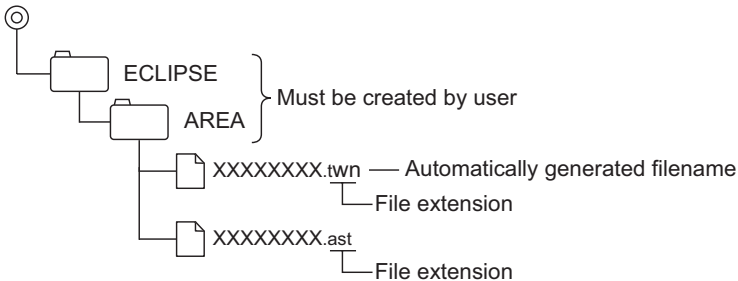 ECLIPSE
Must be created by user
AREA
XXXXXXXX.twn — Automatically generated filename
File extension
XXXXXXXX.ast
File extension